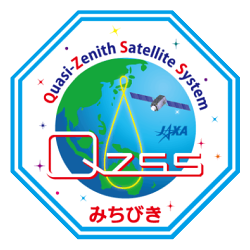 Quasi-Zenith Satellite System
JAXA
QZSS
みちびき